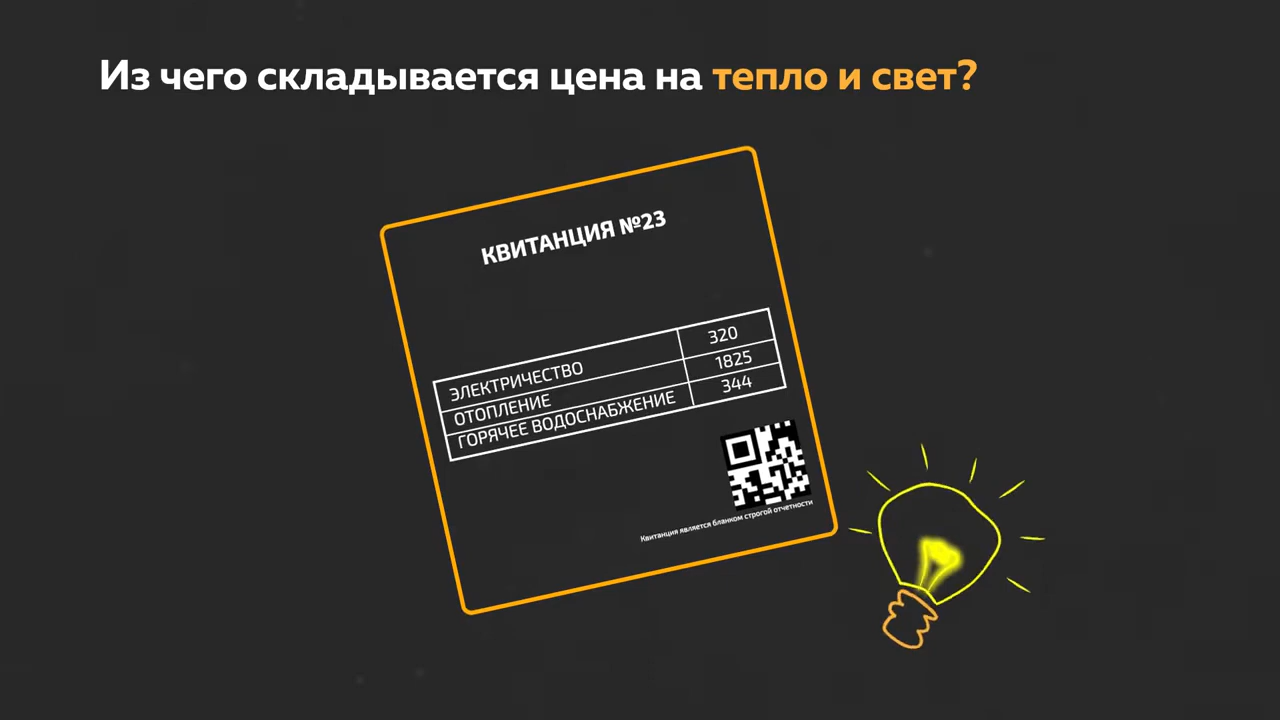 Из чего складывается цена на тепло и свет?
КВИТАНЦИЯ №23
ЭЛЕКТРИЧЕСТВО 320
ОТОПЛЕНИЕ 1825
ГОРЯЧЕЕ ВОДОСНАБЖЕНИЕ 344
Квитанция является бланком строгой отчетности